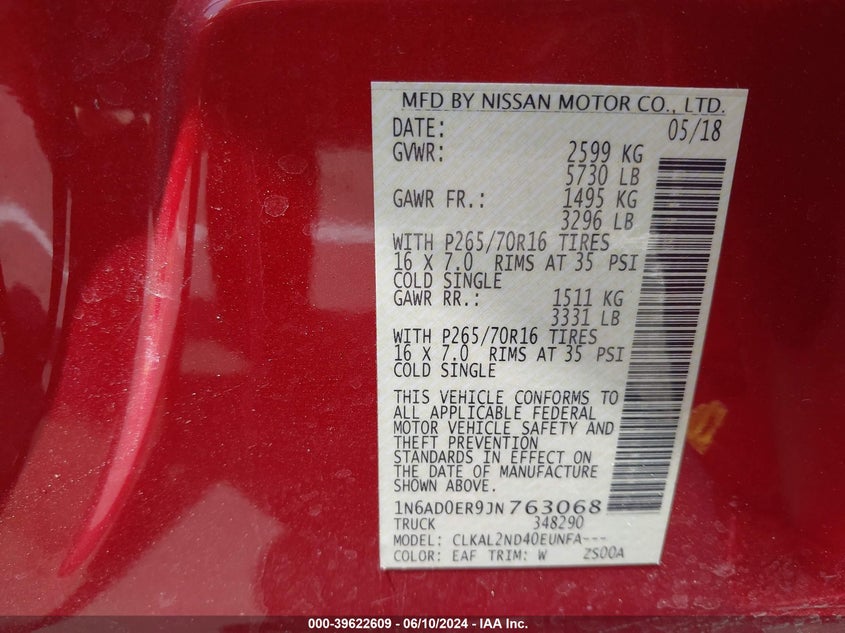 MFD BY NISSAN MOTOR CO., LTD.
DATE: 05/18
GVWR: 2599 KG
5730 LB
GAWR FR.: 1495 KG
3296 LB
WITH P265/70R16 TIRES
16 X 7.0 RIMS AT 35 PSI
COLD SINGLE
GAWR RR.: 1511 KG
3331 LB
WITH P265/70R16 TIRES
16 X 7.0 RIMS AT 35 PSI
COLD SINGLE
THIS VEHICLE CONFORMS TO
ALL APPLICABLE FEDERAL
MOTOR VEHICLE SAFETY AND
THEFT PREVENTION
STANDARDS IN EFFECT ON
THE DATE OF MANUFACTURE
SHOWN ABOVE.
1N6AD0ER9JN763068
TRUCK 348290
MODEL: CLKAL2ND40EUNFA---
COLOR: EAF TRIM: W ZS00A
000-39622609 - 06/10/2024 - IAA Inc.